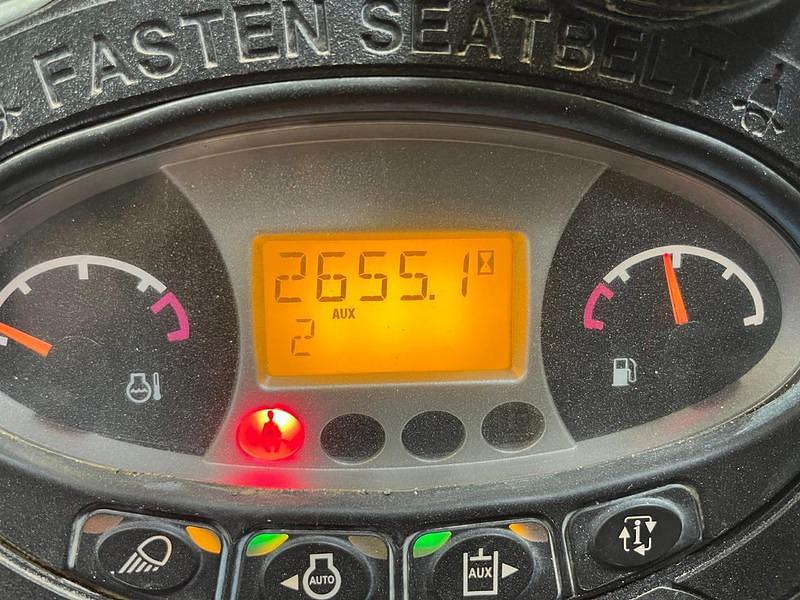 FASTEN SEATBELT
2655.1
AUX
2
AUTO
AUX
i